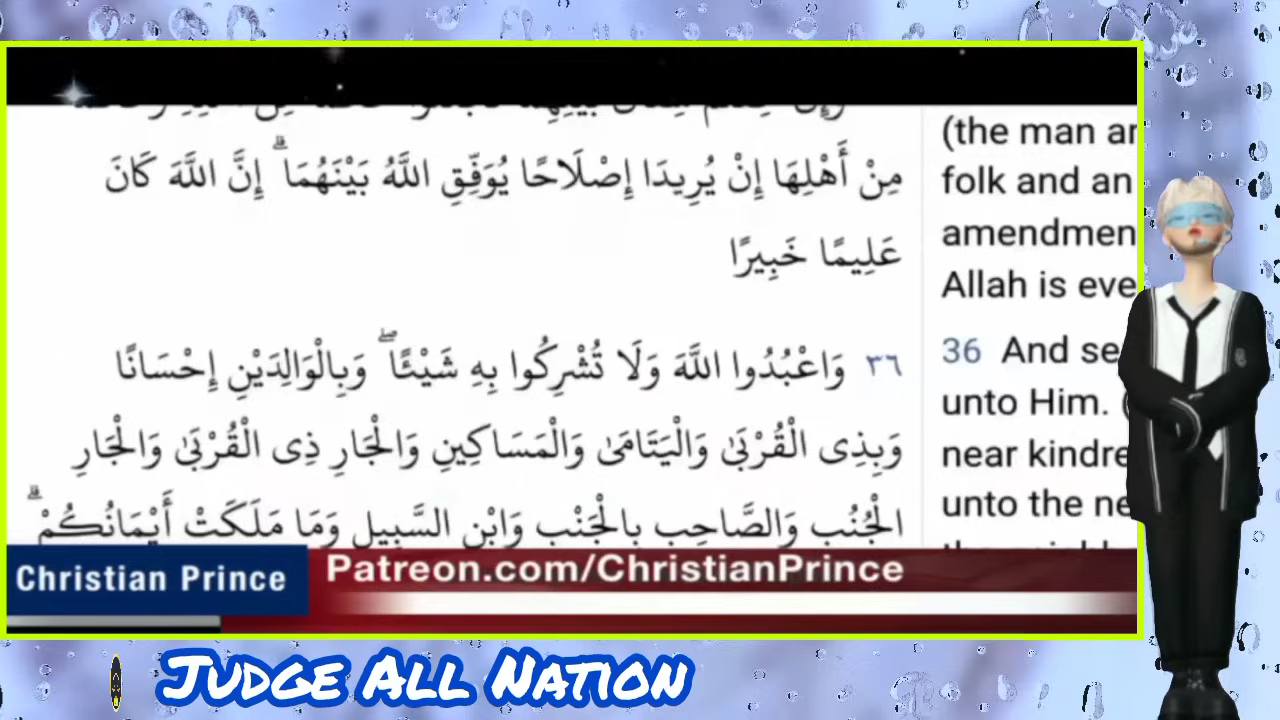 مِنْ أَهْلِهَا إِنْ يُرِيدَا إِصْلَاحًا يُوَفِّقِ اللَّهُ بَيْنَهُمَا ۗ إِنَّ اللَّهَ كَانَ
عَلِيمًا خَبِيرًا
٣٦ وَاعْبُدُوا اللَّهَ وَلَا تُشْرِكُوا بِهِ شَيْئًا ۖ وَبِالْوَالِدَيْنِ إِحْسَانًا
وَبِذِى الْقُرْبَىٰ وَالْيَتَامَىٰ وَالْمَسَاكِينِ وَالْجَارِ ذِى الْقُرْبَىٰ وَالْجَارِ
الْجُنُبِ وَالصَّاحِبِ بِالْجَنْبِ وَابْنِ السَّبِيلِ وَمَا مَلَكَتْ أَيْمَانُكُمْ ۗ
(the man ar
folk and an
amendmen
Allah is eve
36 And se
unto Him. (
near kindre
unto the ne
Christian Prince
Patreon.com/ChristianPrince
Judge All Nation